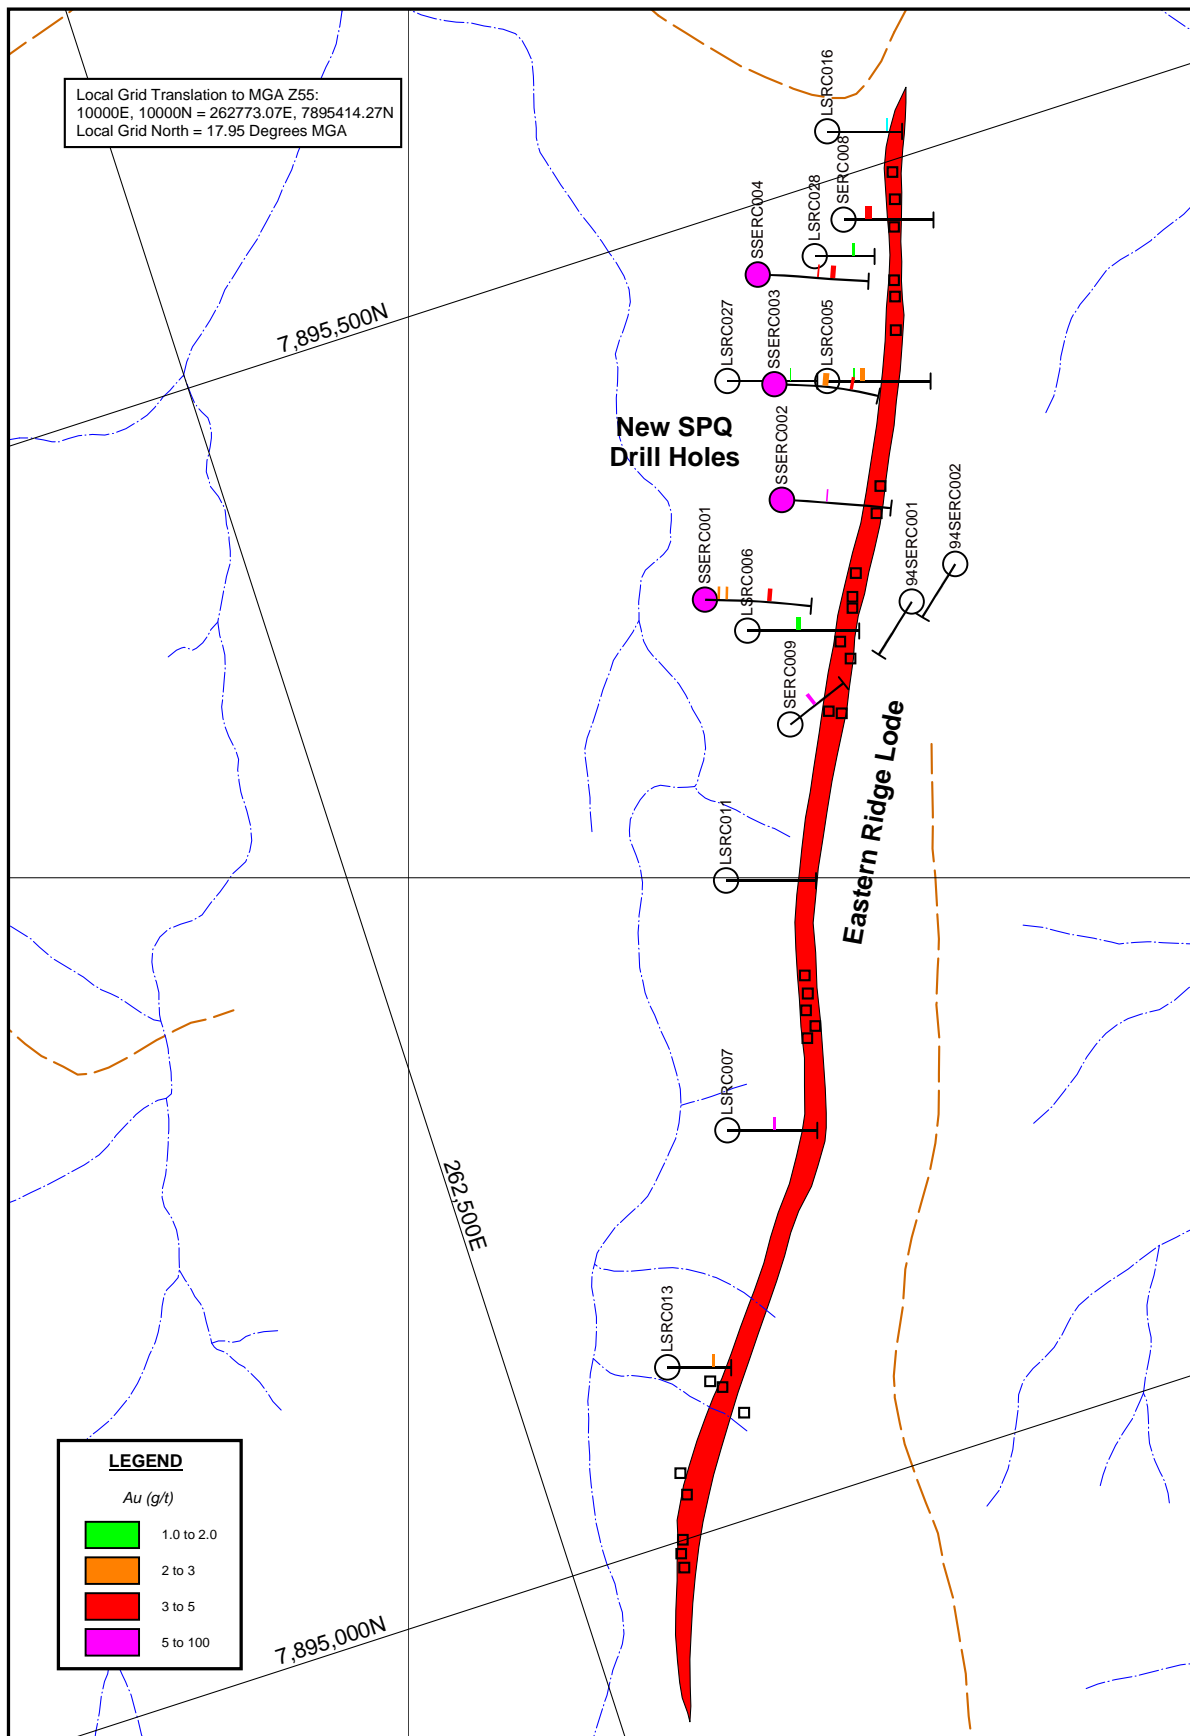 Local Grid Translation to MGA Z55:
10000E, 10000N = 262773.07E, 7895414.27N
Local Grid North = 17.95 Degrees MGA
LSRC016
SERC008
LSRC028
SSERC004
7,895,500N
LSRC027
SSERC003
LSRC005
New SPQ
Drill Holes
SSERC002
94SERC002
94SERC001
SSERC001
LSRC006
SERC009
Eastern Ridge Lode
LSRC011
LSRC007
262,500E
LSRC013
LEGEND
Au (g/t)
1.0 to 2.0
2 to 3
3 to 5
5 to 100
7,895,000N